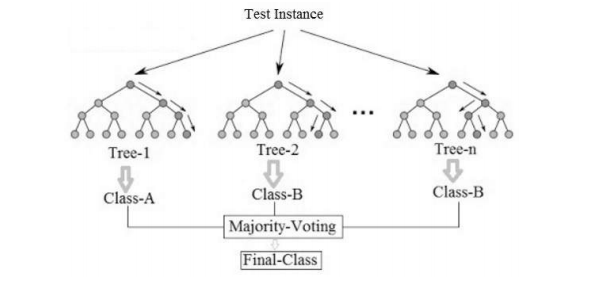 Test Instance
...
Tree-1
Tree-2
Tree-n
Class-A
Class-B
Class-B
Majority-Voting
Final-Class